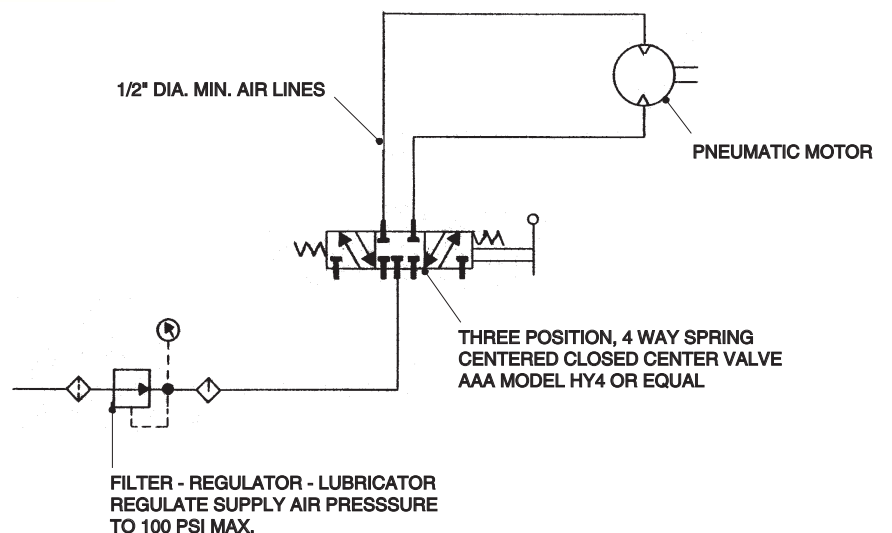 1/2" DIA. MIN. AIR LINES
PNEUMATIC MOTOR
THREE POSITION, 4 WAY SPRING
CENTERED CLOSED CENTER VALVE
AAA MODEL HY4 OR EQUAL
FILTER - REGULATOR - LUBRICATOR
REGULATE SUPPLY AIR PRESSSURE
TO 100 PSI MAX.